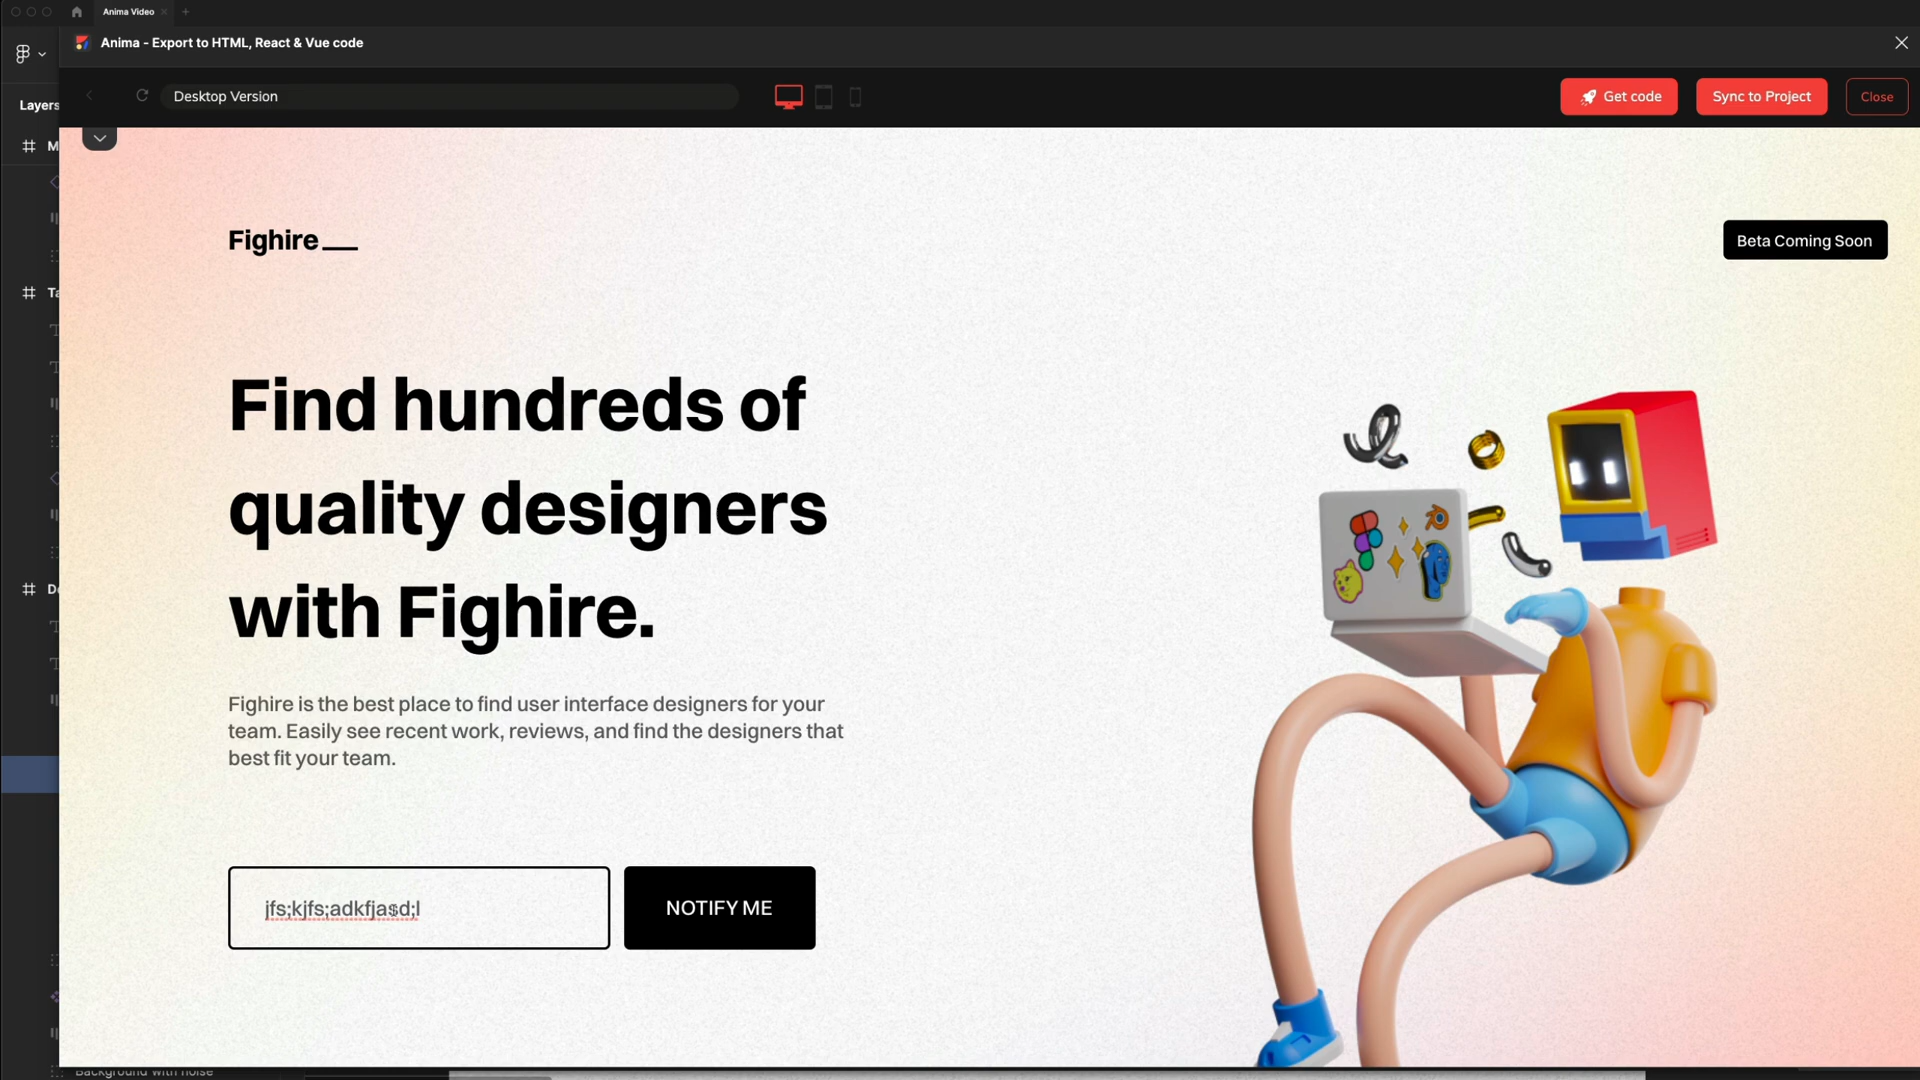 Anima Video
Anima - Export to HTML, React & Vue code
Layers
Desktop Version
Get code
Sync to Project
Close
Fighire
Beta Coming Soon
Find hundreds of
quality designers
with Fighire.
Fighire is the best place to find user interface designers for your
team. Easily see recent work, reviews, and find the designers that
best fit your team.
jfs;kjfs;adkfjasd;l
NOTIFY ME
Background with noise